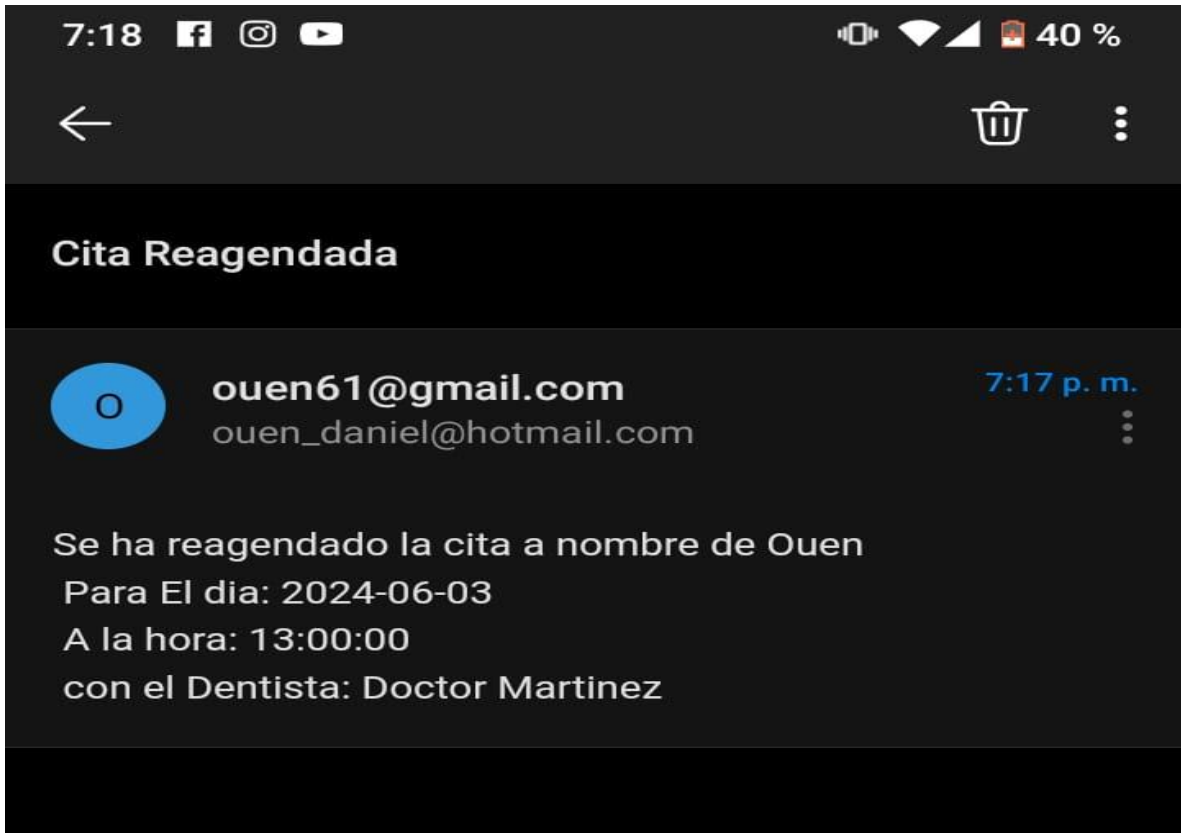 7:18 40 %
Cita Reagendada
O ouen61@gmail.com 7:17 p. m.
ouen_daniel@hotmail.com
Se ha reagendado la cita a nombre de Ouen
Para El dia: 2024-06-03
A la hora: 13:00:00
con el Dentista: Doctor Martinez